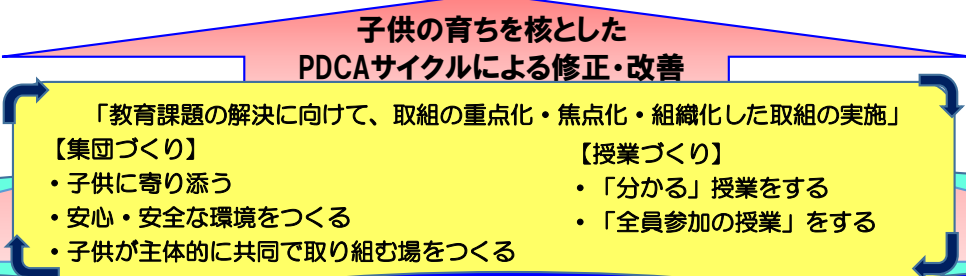 子供の育ちを核とした
PDCAサイクルによる修正・改善
「教育課題の解決に向けて、取組の重点化・焦点化・組織化した取組の実施」
【集団づくり】
・子供に寄り添う
・安心・安全な環境をつくる
・子供が主体的に共同で取り組む場をつくる
【授業づくり】
・「分かる」授業をする
・「全員参加の授業」をする